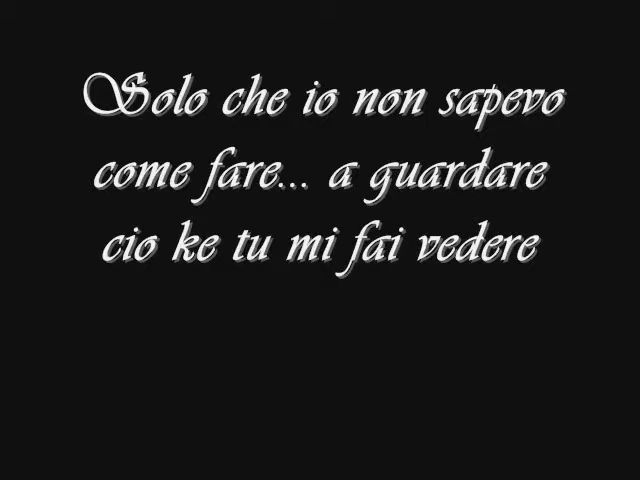 Solo che io non sapevo
come fare... a guardare
cio ke tu mi fai vedere